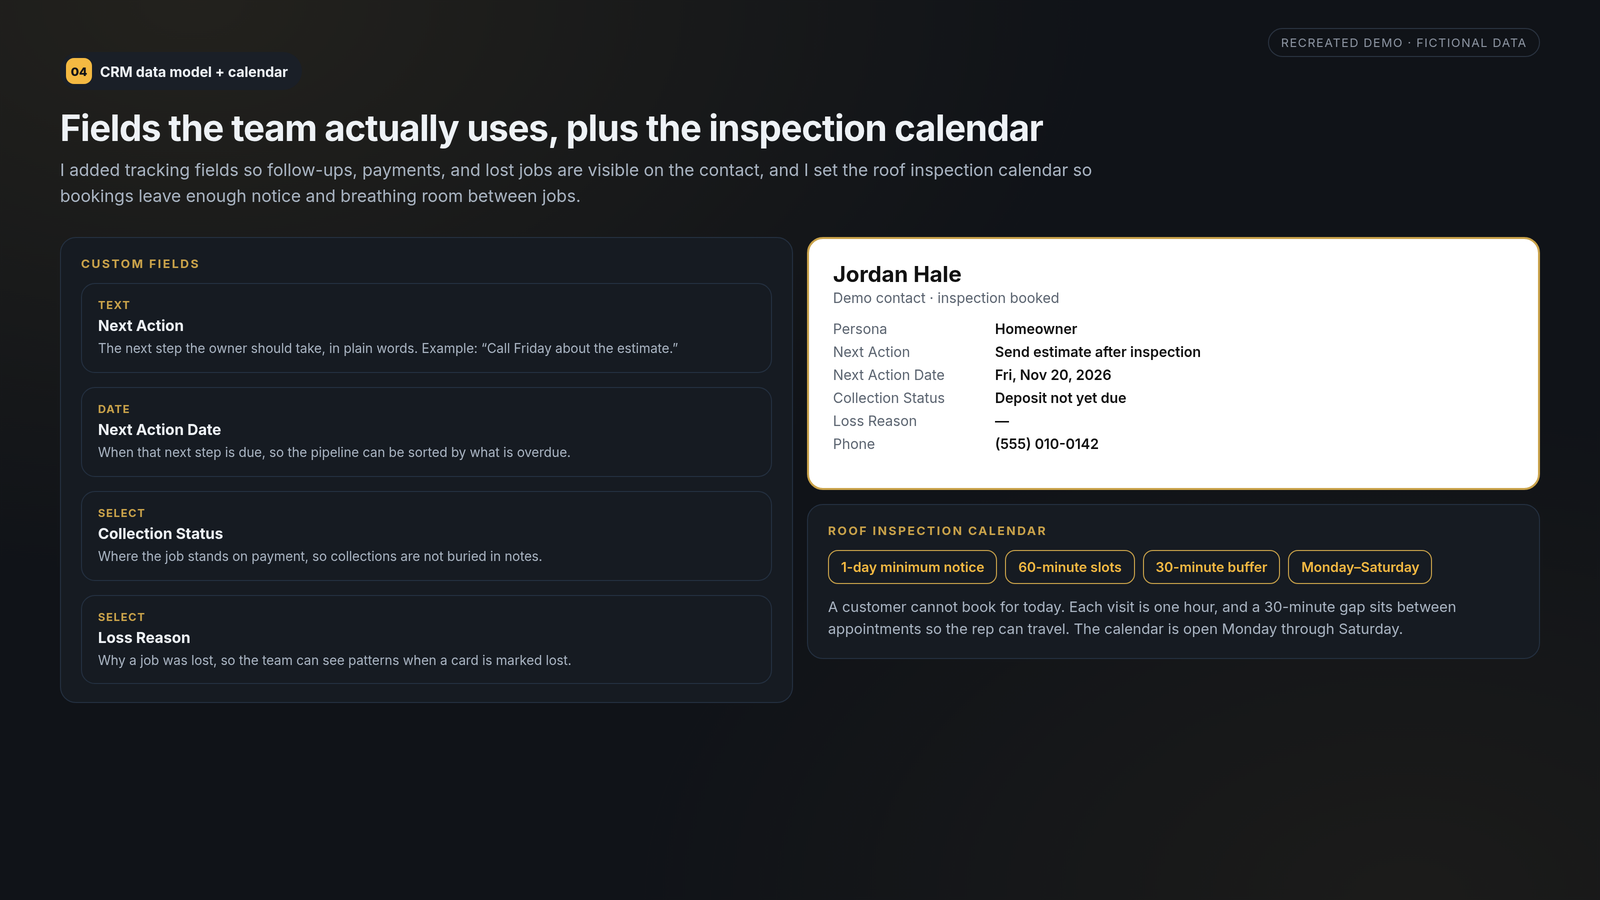 RECREATED DEMO · FICTIONAL DATA
04 CRM data model + calendar
Fields the team actually uses, plus the inspection calendar
I added tracking fields so follow-ups, payments, and lost jobs are visible on the contact, and I set the roof inspection calendar so
bookings leave enough notice and breathing room between jobs.
CUSTOM FIELDS
TEXT
Next Action
The next step the owner should take, in plain words. Example: “Call Friday about the estimate.”
DATE
Next Action Date
When that next step is due, so the pipeline can be sorted by what is overdue.
SELECT
Collection Status
Where the job stands on payment, so collections are not buried in notes.
SELECT
Loss Reason
Why a job was lost, so the team can see patterns when a card is marked lost.
Jordan Hale
Demo contact · inspection booked
Persona Homeowner
Next Action Send estimate after inspection
Next Action Date Fri, Nov 20, 2026
Collection Status Deposit not yet due
Loss Reason —
Phone (555) 010-0142
ROOF INSPECTION CALENDAR
1-day minimum notice 60-minute slots 30-minute buffer Monday–Saturday
A customer cannot book for today. Each visit is one hour, and a 30-minute gap sits between
appointments so the rep can travel. The calendar is open Monday through Saturday.